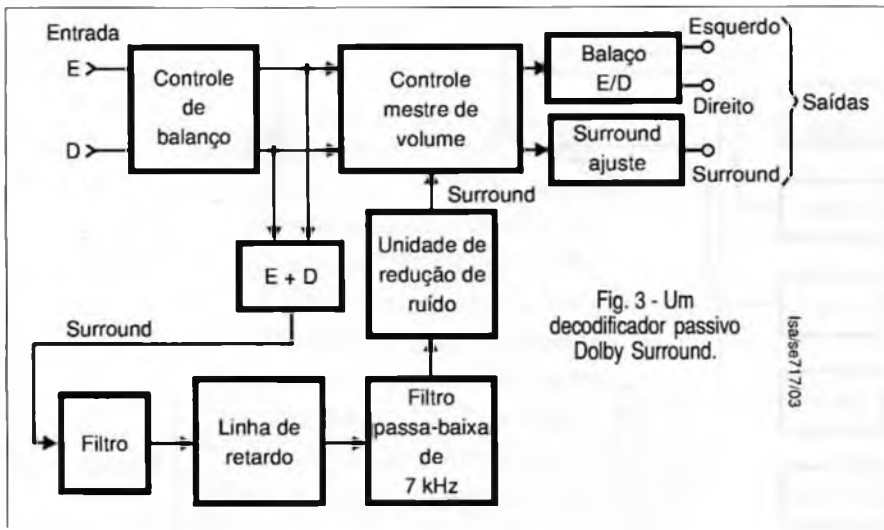 Entrada
E
D
Controle
de
balanço
Controle
mestre de
volume
Balaço
E/D
Esquerdo
Direito
Saídas
Surround
ajuste
Surround
Surround
E + D
Unidade de
redução de
ruído
Surround
Filtro
Linha de
retardo
Filtro
passa-baixa
de
7 kHz
Fig. 3 - Um
decodificador passivo
Dolby Surround.
Isa/se717/03